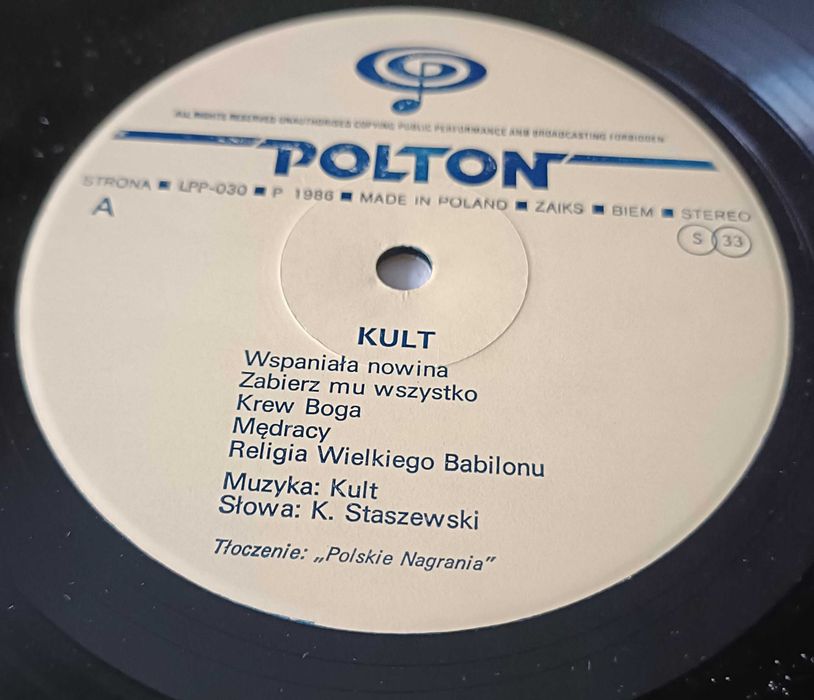 ALL RIGHTS RESERVED UNAUTHORISED COPYING PUBLIC PERFORMANCE AND BROADCASTING FORBIDDEN
POLTON
STRONA ■ LPP-030 ■ P 1986 ■ MADE IN POLAND ■ ZAIKS ■ BIEM ■ STEREO
A
S 33
KULT
Wspaniała nowina
Zabierz mu wszystko
Krew Boga
Mędracy
Religia Wielkiego Babilonu
Muzyka: Kult
Słowa: K. Staszewski
Tłoczenie: „Polskie Nagrania”